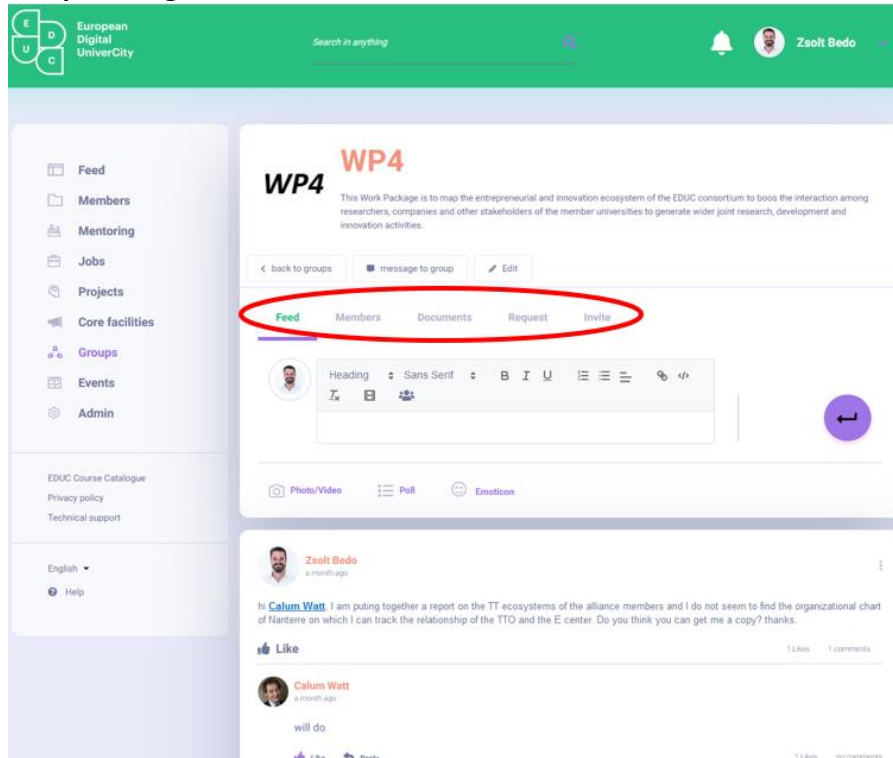 E
D
U
C
European
Digital
UniverCity
Search in anything
Zsolt Bedo
Feed
Members
Mentoring
Jobs
Projects
Core facilities
Groups
Events
Admin
EDUC Course Catalogue
Privacy policy
Technical support
English
Help
WP4
WP4
This Work Package is to map the entrepreneurial and innovation ecosystem of the EDUC consortium to boos the interaction among
researchers, companies and other stakeholders of the member universities to generate wider joint research, development and
innovation activities.
< back to groups message to group Edit
Feed Members Documents Request Invite
Heading Sans Serif B I U
Photo/Video Poll Emoticon
Zsolt Bedo
a month ago
hi Calum Watt, I am puting together a report on the TT ecosystems of the alliance members and I do not seem to find the organizational chart
of Nanterre on which I can track the relationship of the TTO and the E center. Do you think you can get me a copy? thanks.
Like 1 Likes 1 comments
Calum Watt
a month ago
will do
Like Reply Likes no comments